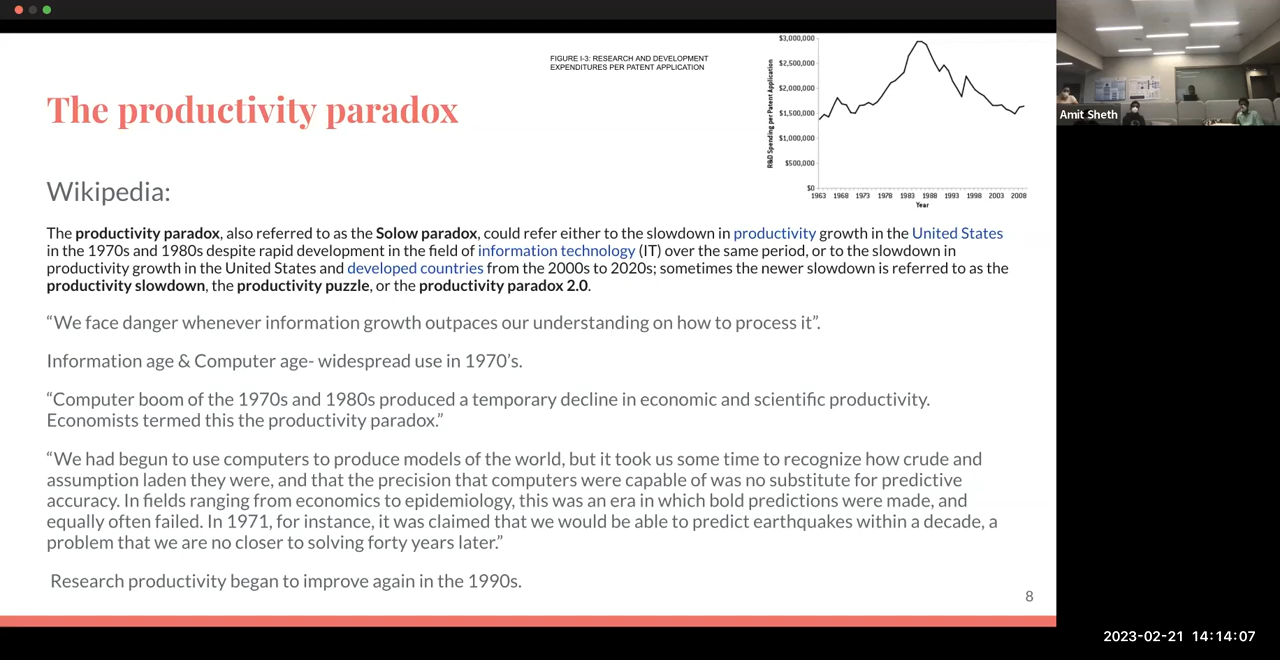 FIGURE I-3: RESEARCH AND DEVELOPMENT
EXPENDITURES PER PATENT APPLICATION
$3,000,000
$2,500,000
$2,000,000
$1,500,000
$1,000,000
$500,000
$0
R&D Spending per Patent Application
1963 1968 1973 1978 1983 1988 1993 1998 2003 2008
Year
The productivity paradox
Wikipedia:
The productivity paradox, also referred to as the Solow paradox, could refer either to the slowdown in productivity growth in the United States
in the 1970s and 1980s despite rapid development in the field of information technology (IT) over the same period, or to the slowdown in
productivity growth in the United States and developed countries from the 2000s to 2020s; sometimes the newer slowdown is referred to as the
productivity slowdown, the productivity puzzle, or the productivity paradox 2.0.
“We face danger whenever information growth outpaces our understanding on how to process it”.
Information age & Computer age- widespread use in 1970’s.
“Computer boom of the 1970s and 1980s produced a temporary decline in economic and scientific productivity.
Economists termed this the productivity paradox.”
“We had begun to use computers to produce models of the world, but it took us some time to recognize how crude and
assumption laden they were, and that the precision that computers were capable of was no substitute for predictive
accuracy. In fields ranging from economics to epidemiology, this was an era in which bold predictions were made, and
equally often failed. In 1971, for instance, it was claimed that we would be able to predict earthquakes within a decade, a
problem that we are no closer to solving forty years later.”
Research productivity began to improve again in the 1990s.
8
Amit Sheth
2023-02-21 14:14:07